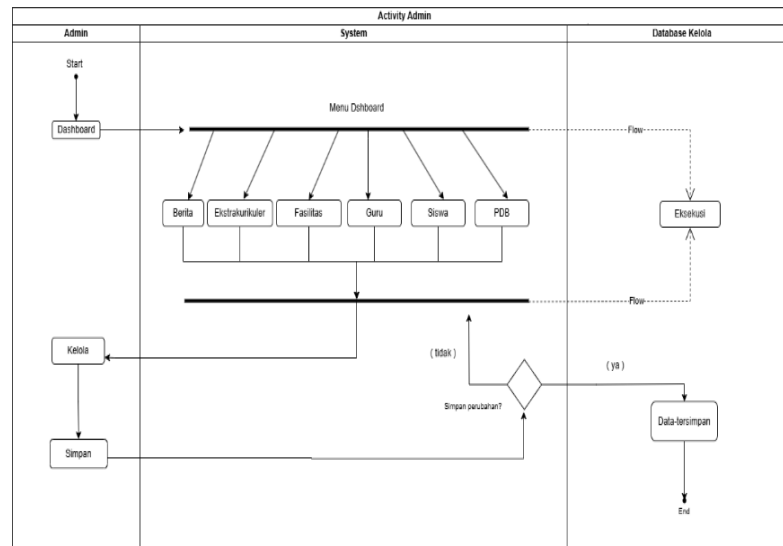 Activity Admin
Admin
System
Database Kelola
Start
Menu Dshboard
Dashboard
Flow
Berita
Ekstrakurikuler
Fasilitas
Guru
Siswa
PDB
Eksekusi
Flow
Kelola
( tidak )
( ya )
Simpan perubahan?
Data-tersimpan
Simpan
End